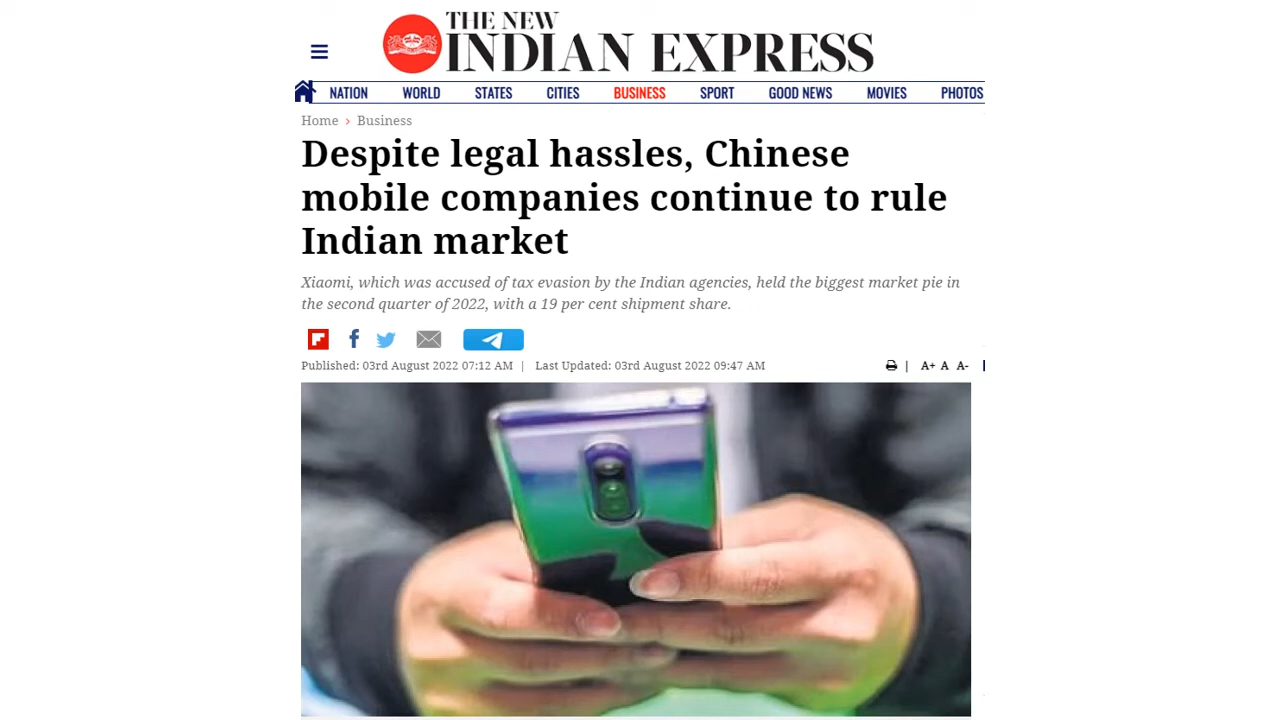 THE NEW
INDIAN EXPRESS
NATION WORLD STATES CITIES BUSINESS SPORT GOOD NEWS MOVIES PHOTOS
Home › Business
Despite legal hassles, Chinese
mobile companies continue to rule
Indian market
Xiaomi, which was accused of tax evasion by the Indian agencies, held the biggest market pie in
the second quarter of 2022, with a 19 per cent shipment share.
Published: 03rd August 2022 07:12 AM | Last Updated: 03rd August 2022 09:47 AM | A+ A A-